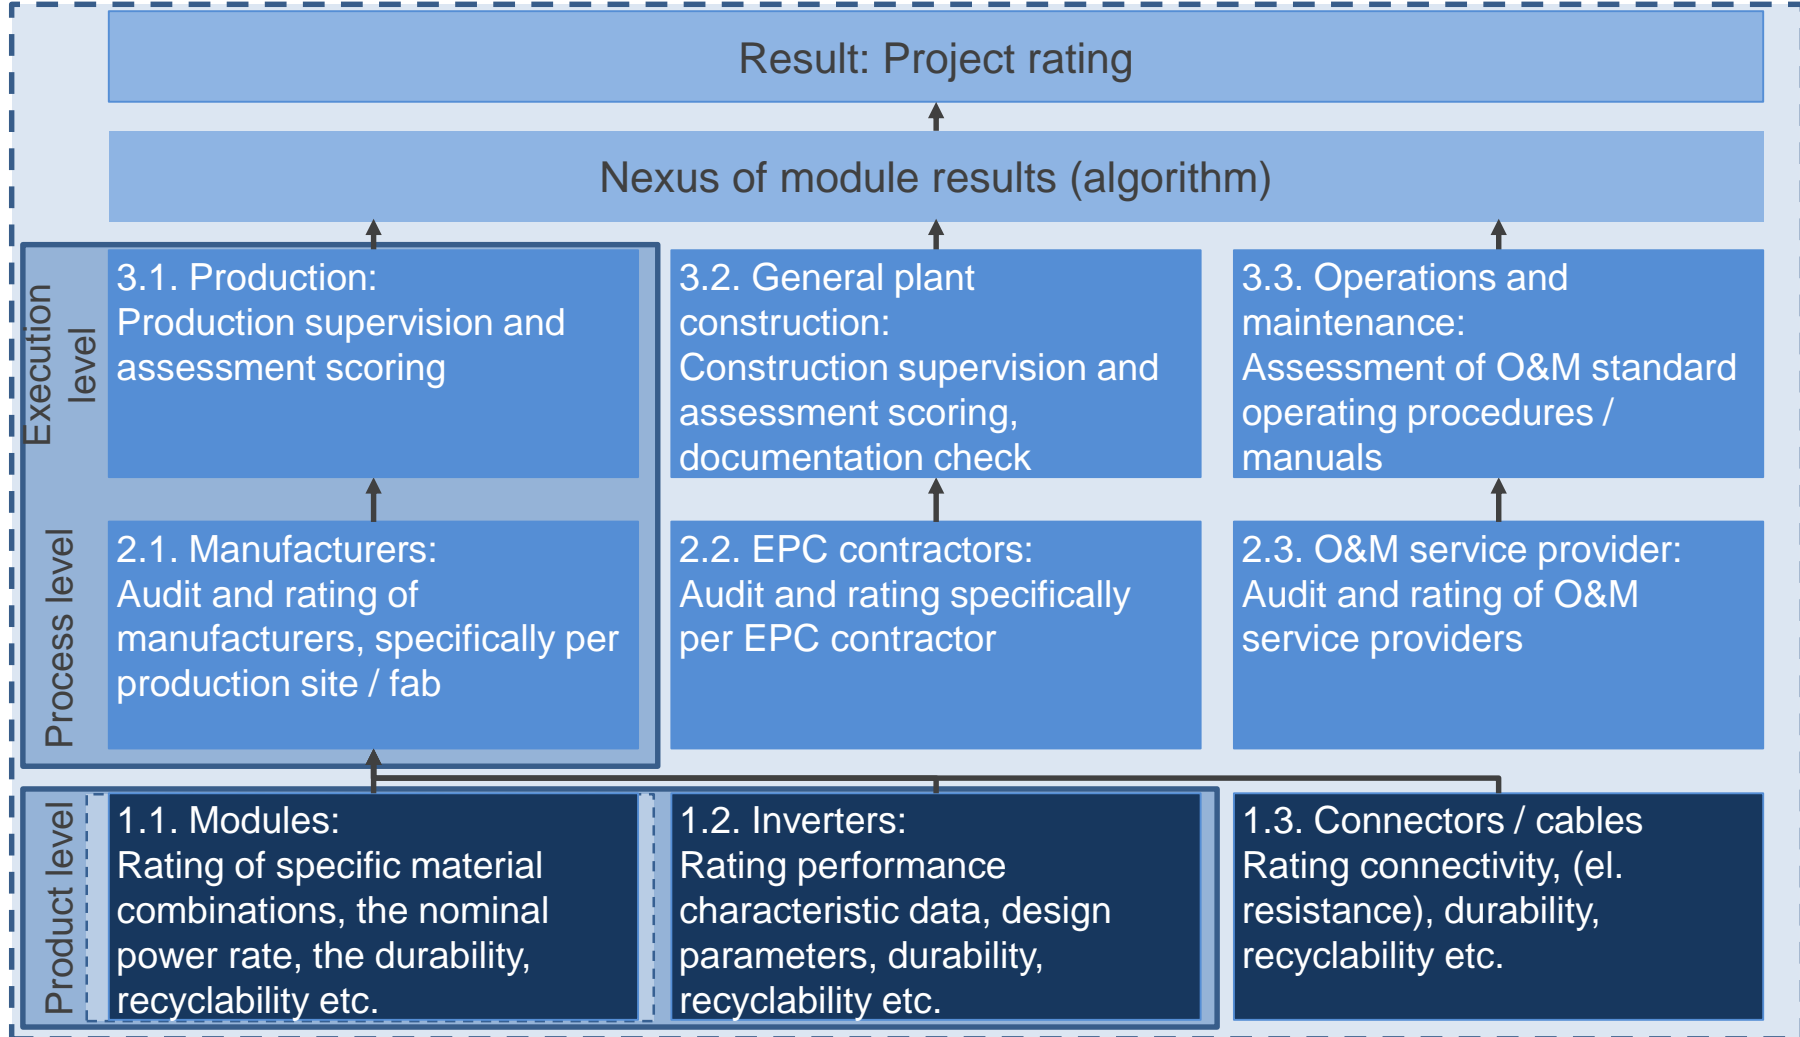 Result: Project rating
Nexus of module results (algorithm)
Execution
level
3.1. Production:
Production supervision and
assessment scoring
3.2. General plant
construction:
Construction supervision and
assessment scoring,
documentation check
3.3. Operations and
maintenance:
Assessment of O&M standard
operating procedures /
manuals
Process level
2.1. Manufacturers:
Audit and rating of
manufacturers, specifically per
production site / fab
2.2. EPC contractors:
Audit and rating specifically
per EPC contractor
2.3. O&M service provider:
Audit and rating of O&M
service providers
Product level
1.1. Modules:
Rating of specific material
combinations, the nominal
power rate, the durability,
recyclability etc.
1.2. Inverters:
Rating performance
characteristic data, design
parameters, durability,
recyclability etc.
1.3. Connectors / cables
Rating connectivity, (el.
resistance), durability,
recyclability etc.